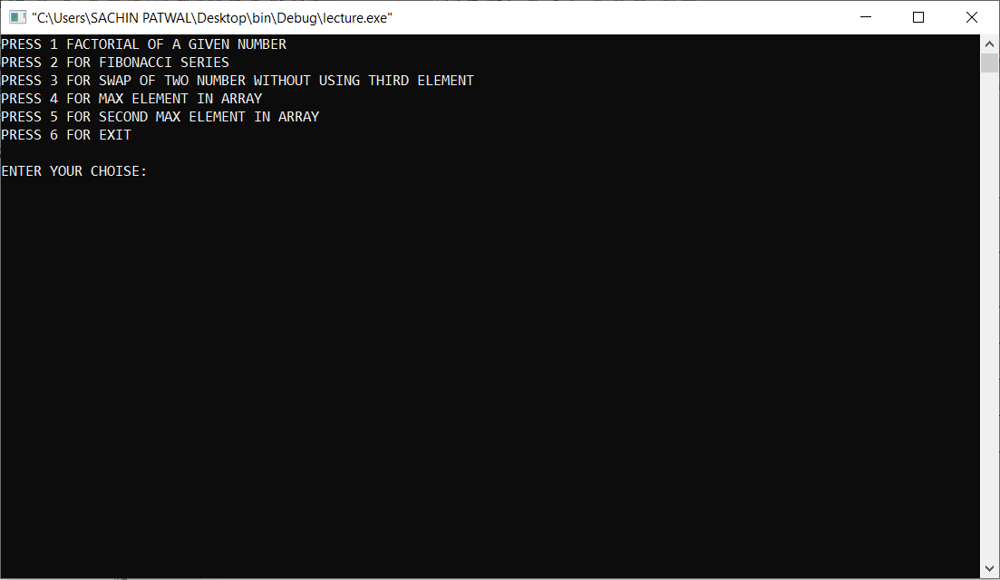 "C:\Users\SACHIN PATWAL\Desktop\bin\Debug\lecture.exe"
PRESS 1 FACTORIAL OF A GIVEN NUMBER
PRESS 2 FOR FIBONACCI SERIES
PRESS 3 FOR SWAP OF TWO NUMBER WITHOUT USING THIRD ELEMENT
PRESS 4 FOR MAX ELEMENT IN ARRAY
PRESS 5 FOR SECOND MAX ELEMENT IN ARRAY
PRESS 6 FOR EXIT
ENTER YOUR CHOISE: